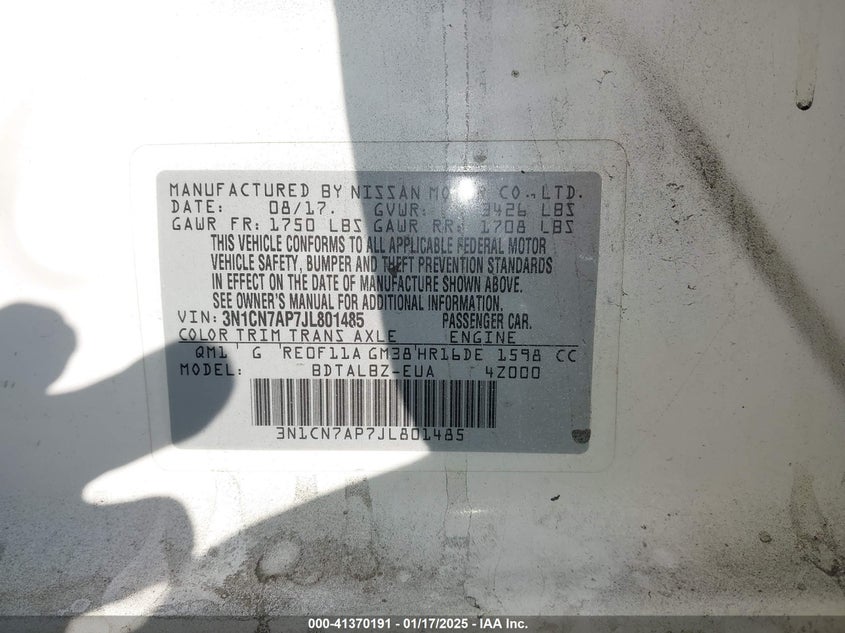 MANUFACTURED BY NISSAN MOTOR CO., LTD.
DATE: 08/17. GVWR: 3426 LBS
GAWR FR: 1750 LBS GAWR RR: 1708 LBS
THIS VEHICLE CONFORMS TO ALL APPLICABLE FEDERAL MOTOR
VEHICLE SAFETY, BUMPER AND THEFT PREVENTION STANDARDS
IN EFFECT ON THE DATE OF MANUFACTURE SHOWN ABOVE.
SEE OWNER'S MANUAL FOR ADDITIONAL INFORMATION.
VIN: 3N1CN7AP7JL801485 PASSENGER CAR.
COLOR TRIM TRANS AXLE ENGINE
QM1 G RE0F11A GM38 HR16DE 1598 CC
MODEL: BDTALBZ-EUA 4Z000
3N1CN7AP7JL801485
000-41370191 - 01/17/2025 - IAA Inc.